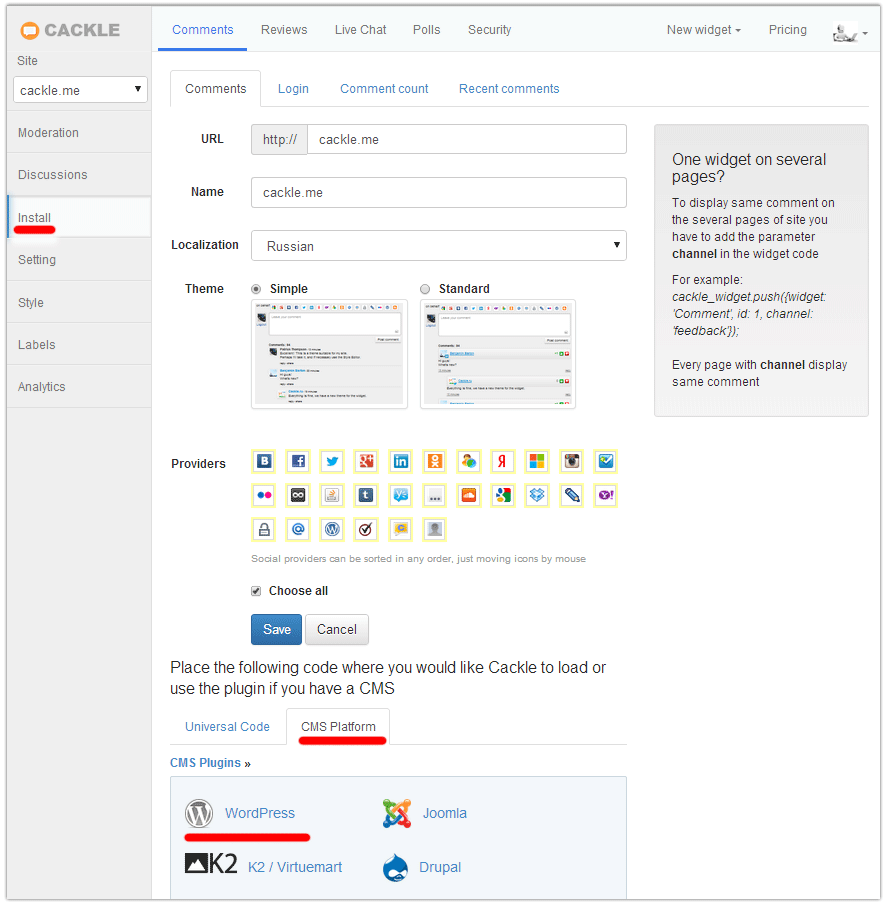 CACKLE
Comments Reviews Live Chat Polls Security New widget Pricing
Site
cackle.me
Moderation
Discussions
Install
Setting
Style
Labels
Analytics
Comments Login Comment count Recent comments
URL http:// cackle.me
Name cackle.me
Localization Russian
Theme Simple Standard
Providers
Social providers can be sorted in any order, just moving icons by mouse
Choose all
Save Cancel
One widget on several
pages?
To display same comment on
the several pages of site you
have to add the parameter
channel in the widget code
For example:
cackle_widget.push({widget:
'Comment', id: 1, channel:
'feedback'});
Every page with channel display
same comment
Place the following code where you would like Cackle to load or
use the plugin if you have a CMS
Universal Code CMS Platform
CMS Plugins »
WordPress Joomla
K2 K2 / Virtuemart Drupal